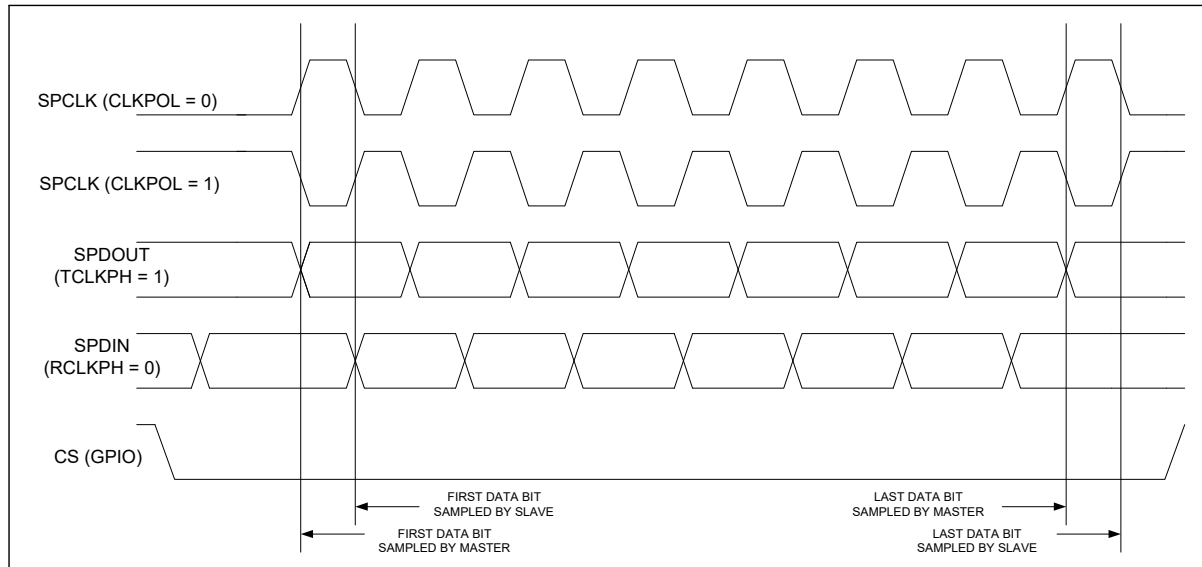 SPCLK (CLKPOL = 0)
SPCLK (CLKPOL = 1)
SPDOUT
(TCLKPH = 1)
SPDIN
(RCLKPH = 0)
CS (GPIO)
FIRST DATA BIT
SAMPLED BY SLAVE
LAST DATA BIT
SAMPLED BY MASTER
FIRST DATA BIT
SAMPLED BY MASTER
LAST DATA BIT
SAMPLED BY SLAVE